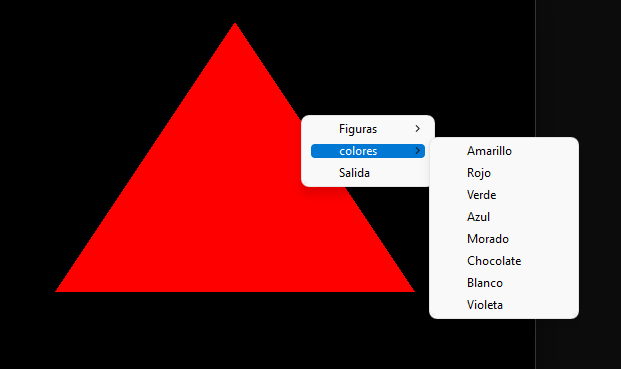 Figuras
colores
Salida
Amarillo
Rojo
Verde
Azul
Morado
Chocolate
Blanco
Violeta